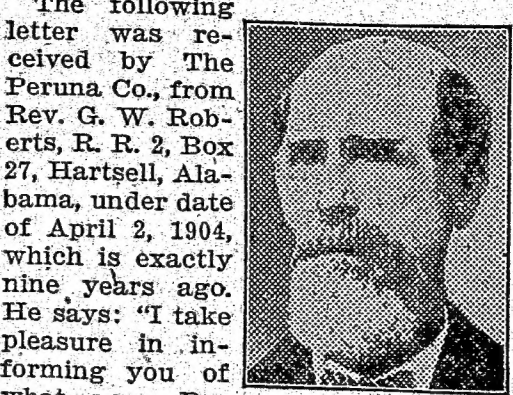 The following
letter was re-
ceived by The
Peruna Co., from
Rev. G. W. Rob-
erts, R. R. 2, Box
27, Hartsell, Ala-
bama, under date
of April 2, 1904,
which is exactly
nine years ago.
He says: "I take
pleasure in in-
forming you of